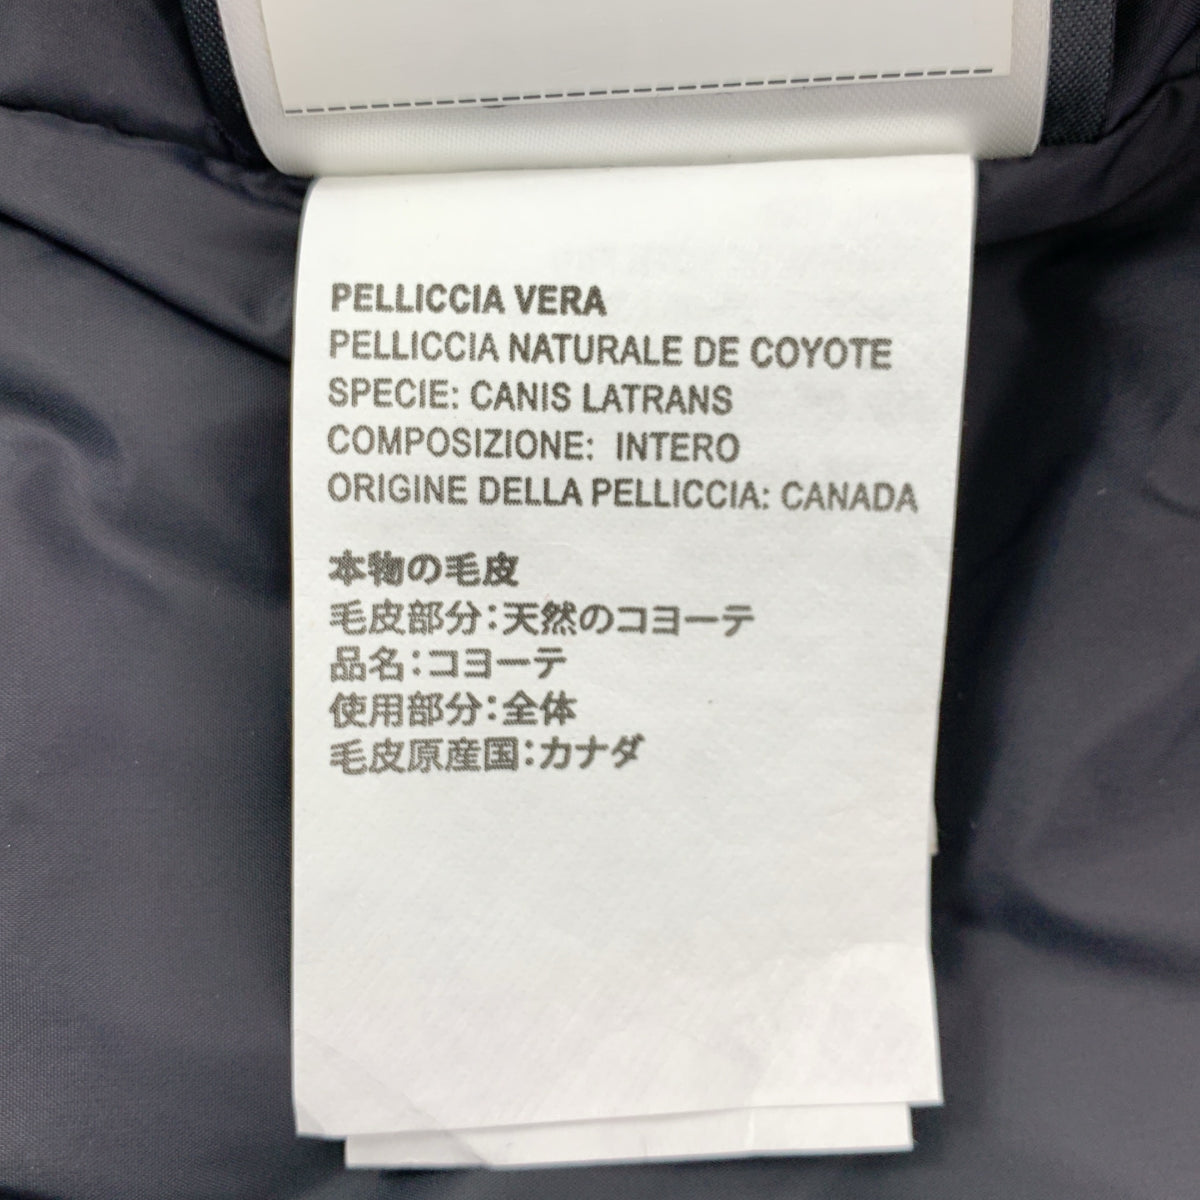 PELLICCIA VERA
PELLICCIA NATURALE DE COYOTE
SPECIE: CANIS LATRANS
COMPOSIZIONE: INTERO
ORIGINE DELLA PELLICCIA: CANADA
本物の毛皮
毛皮部分:天然のコヨーテ
品名:コヨーテ
使用部分:全体
毛皮原産国:カナダ